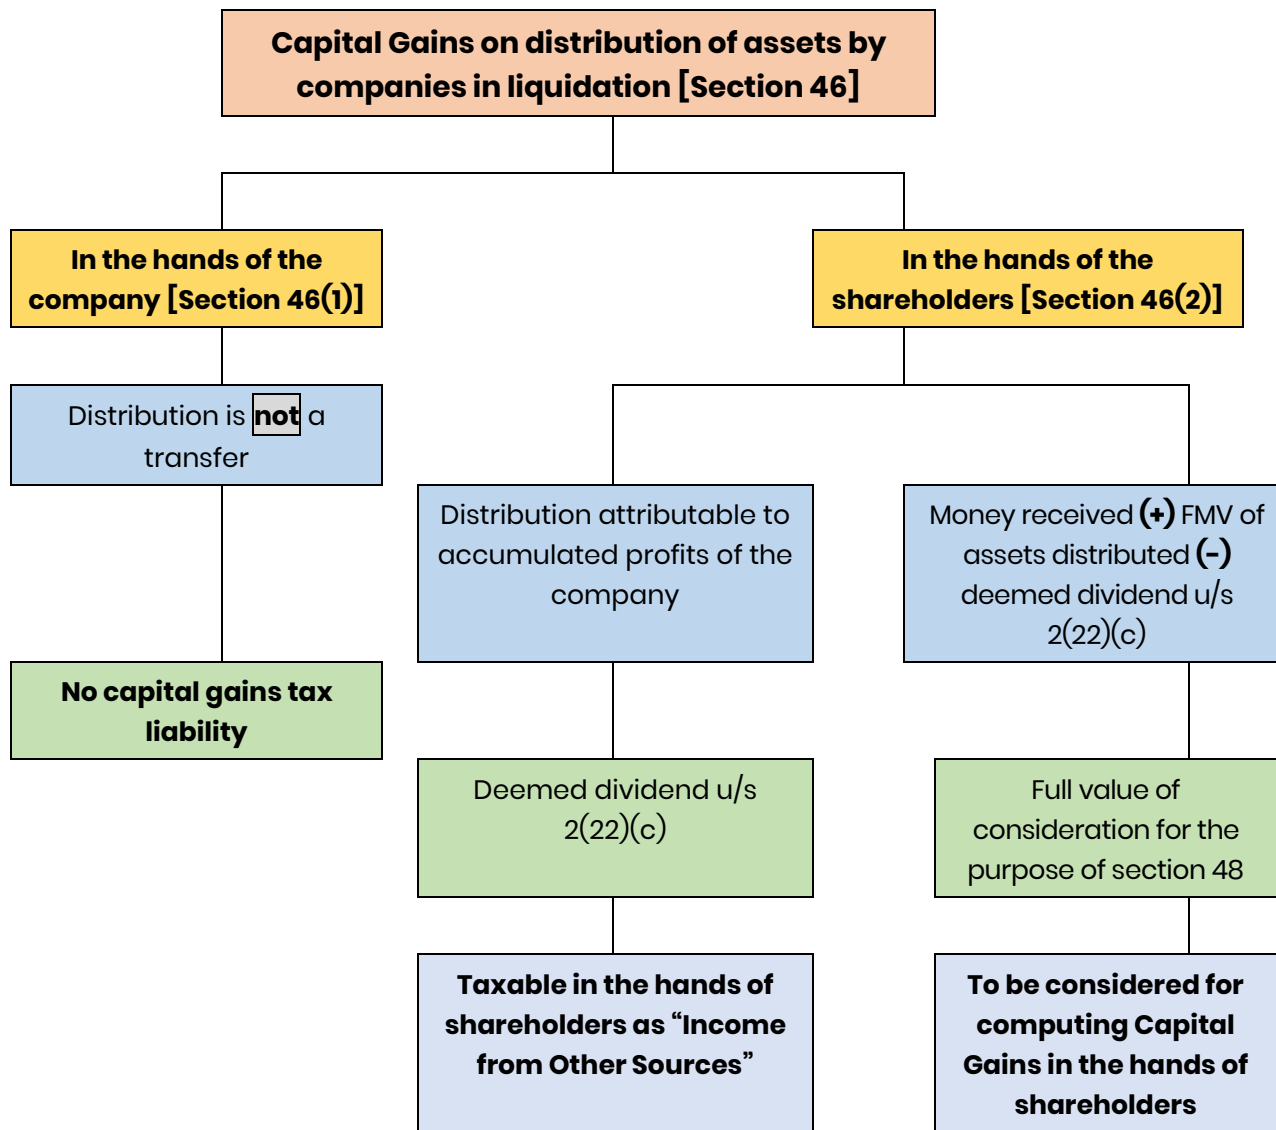 Capital Gains on distribution of assets by
companies in liquidation [Section 46]
In the hands of the
company [Section 46(1)]
In the hands of the
shareholders [Section 46(2)]
Distribution is not a
transfer
Distribution attributable to
accumulated profits of the
company
Money received (+) FMV of
assets distributed (-)
deemed dividend u/s
2(22)(c)
No capital gains tax
liability
Deemed dividend u/s
2(22)(c)
Full value of
consideration for the
purpose of section 48
Taxable in the hands of
shareholders as “Income
from Other Sources”
To be considered for
computing Capital
Gains in the hands of
shareholders